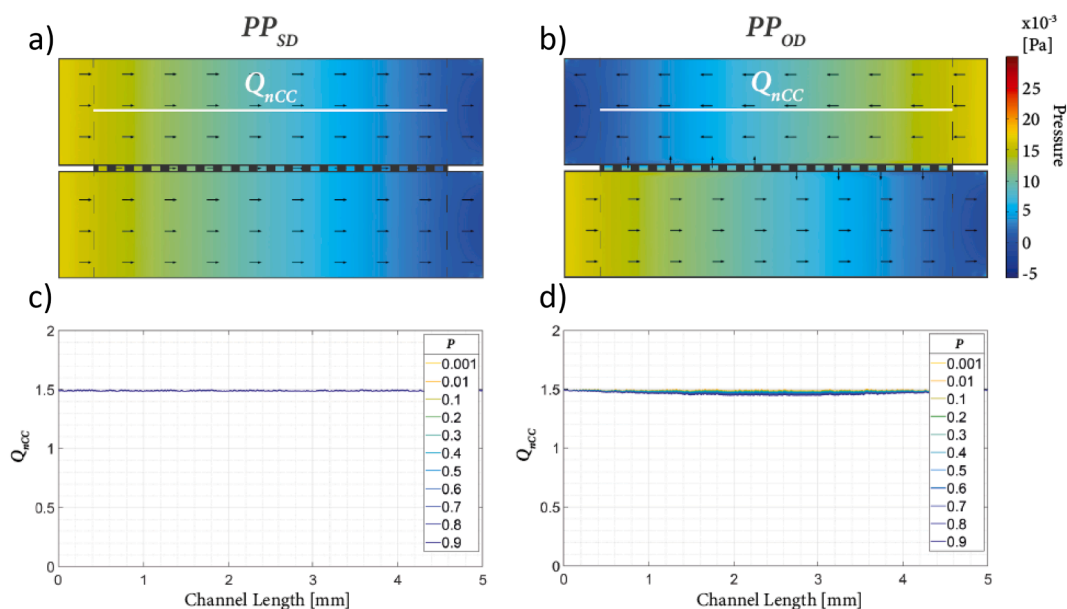 a)
PP_SD
b)
PP_OD
x10⁻³
[Pa]
Q_nCC
Q_nCC
30
20
15
10
5
0
-5
Pressure
c)
d)
2
1.5
1
0.5
0
Q_nCC
0 1 2 3 4 5
Channel Length [mm]
P
0.001
0.01
0.1
0.2
0.3
0.4
0.5
0.6
0.7
0.8
0.9
2
1.5
1
0.5
0
Q_nCC
0 1 2 3 4 5
Channel Length [mm]
P
0.001
0.01
0.1
0.2
0.3
0.4
0.5
0.6
0.7
0.8
0.9